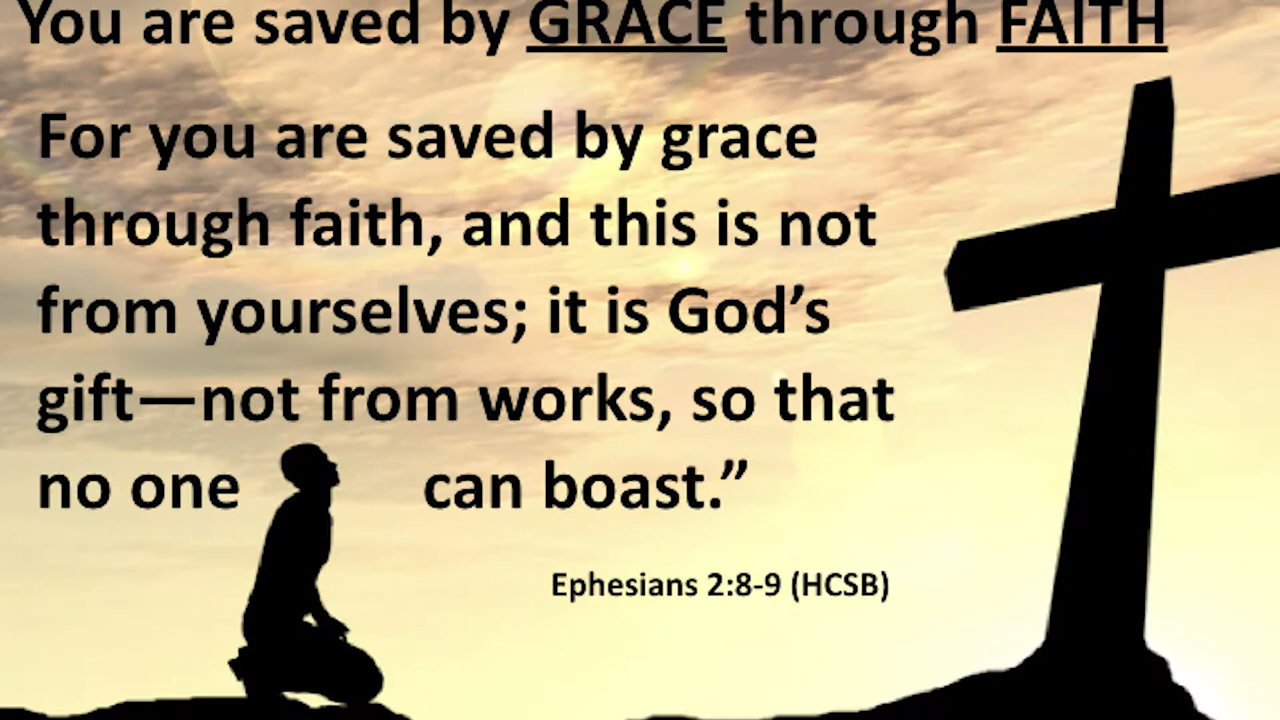 You are saved by GRACE through FAITH
For you are saved by grace
through faith, and this is not
from yourselves; it is God’s
gift—not from works, so that
no one can boast.”
Ephesians 2:8-9 (HCSB)